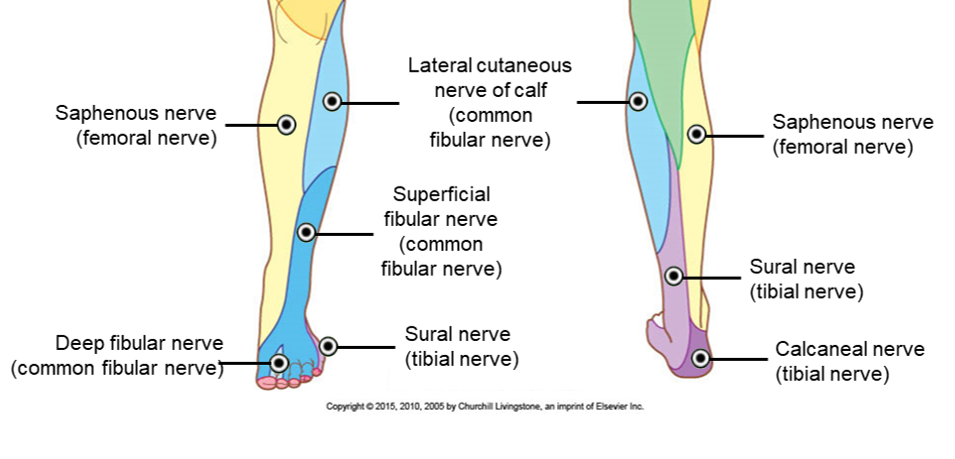 Lateral cutaneous
nerve of calf
(common
fibular nerve)
Saphenous nerve
(femoral nerve)
Saphenous nerve
(femoral nerve)
Superficial
fibular nerve
(common
fibular nerve)
Sural nerve
(tibial nerve)
Deep fibular nerve
(common fibular nerve)
Sural nerve
(tibial nerve)
Calcaneal nerve
(tibial nerve)
Copyright © 2015, 2010, 2005 by Churchill Livingstone, an imprint of Elsevier Inc.